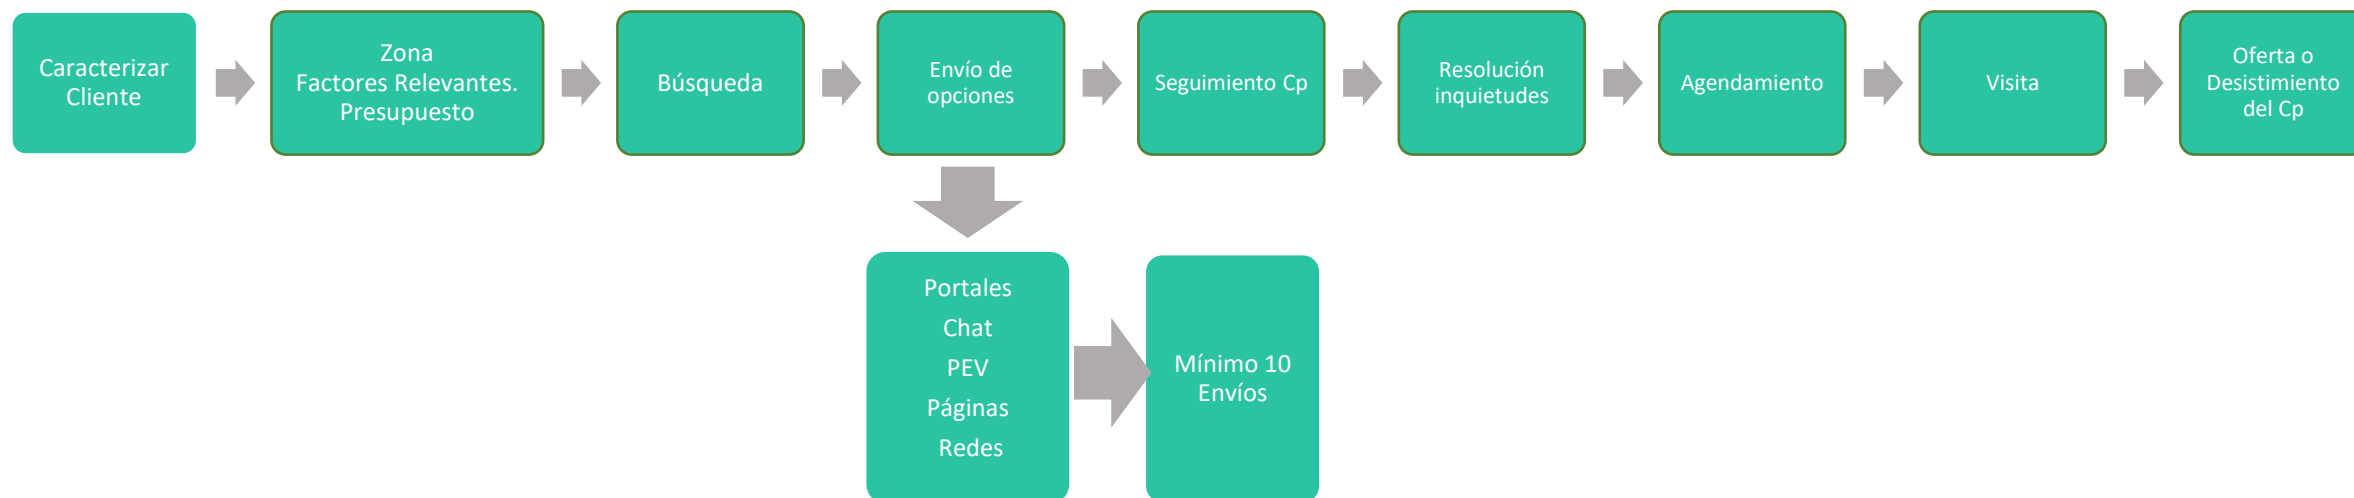 Caracterizar
Cliente
Zona
Factores Relevantes.
Presupuesto
Búsqueda
Envío de
opciones
Seguimiento Cp
Resolución
inquietudes
Agendamiento
Visita
Oferta o
Desistimiento
del Cp
Portales
Chat
PEV
Páginas
Redes
Mínimo 10
Envíos